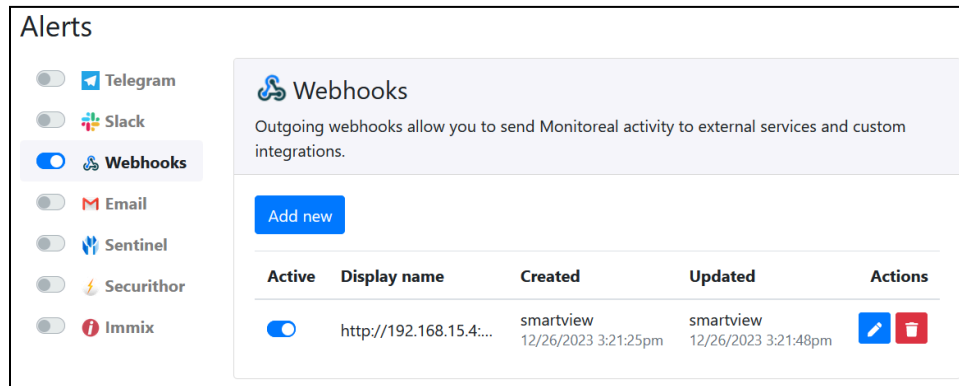 Alerts
Telegram
Slack
Webhooks
Email
Sentinel
Securithor
Immix
Webhooks
Outgoing webhooks allow you to send Monitoreal activity to external services and custom
integrations.
Add new
Active Display name Created Updated Actions
http://192.168.15.4:... smartview smartview
12/26/2023 3:21:25pm 12/26/2023 3:21:48pm